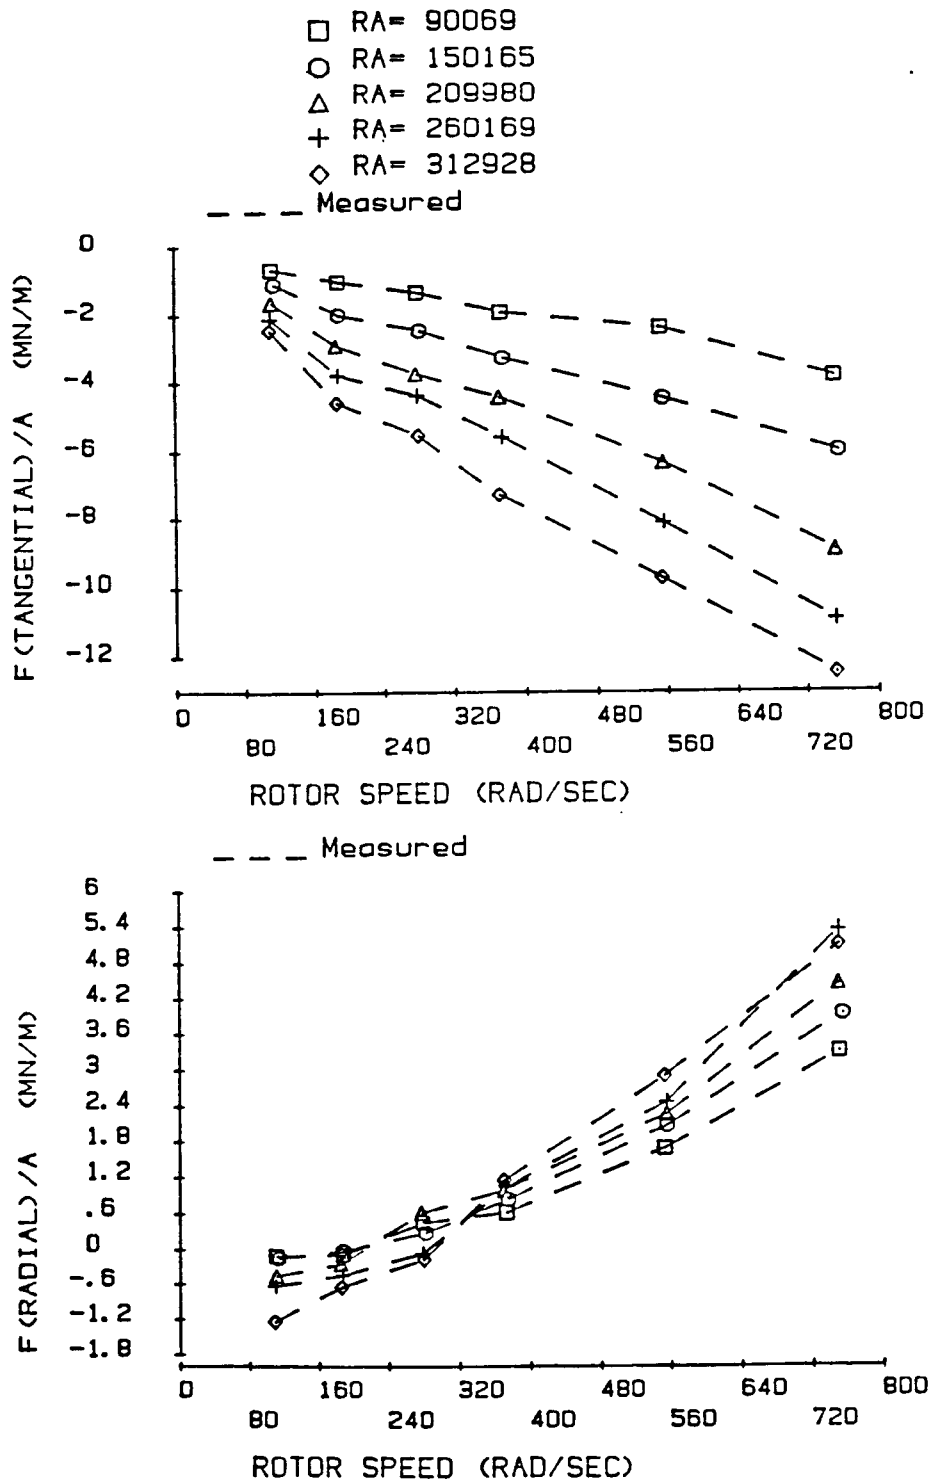 RA= 90069
RA= 150165
RA= 209980
RA= 260169
RA= 312928
Measured
0
-2
-4
-6
-8
-10
-12
F(TANGENTIAL)/A (MN/M)
0 160 320 480 640 800
80 240 400 560 720
ROTOR SPEED (RAD/SEC)
Measured
6
5.4
4.8
4.2
3.6
3
2.4
1.8
1.2
.6
0
-.6
-1.2
-1.8
F(RADIAL)/A (MN/M)
0 160 320 480 640 800
80 240 400 560 720
ROTOR SPEED (RAD/SEC)